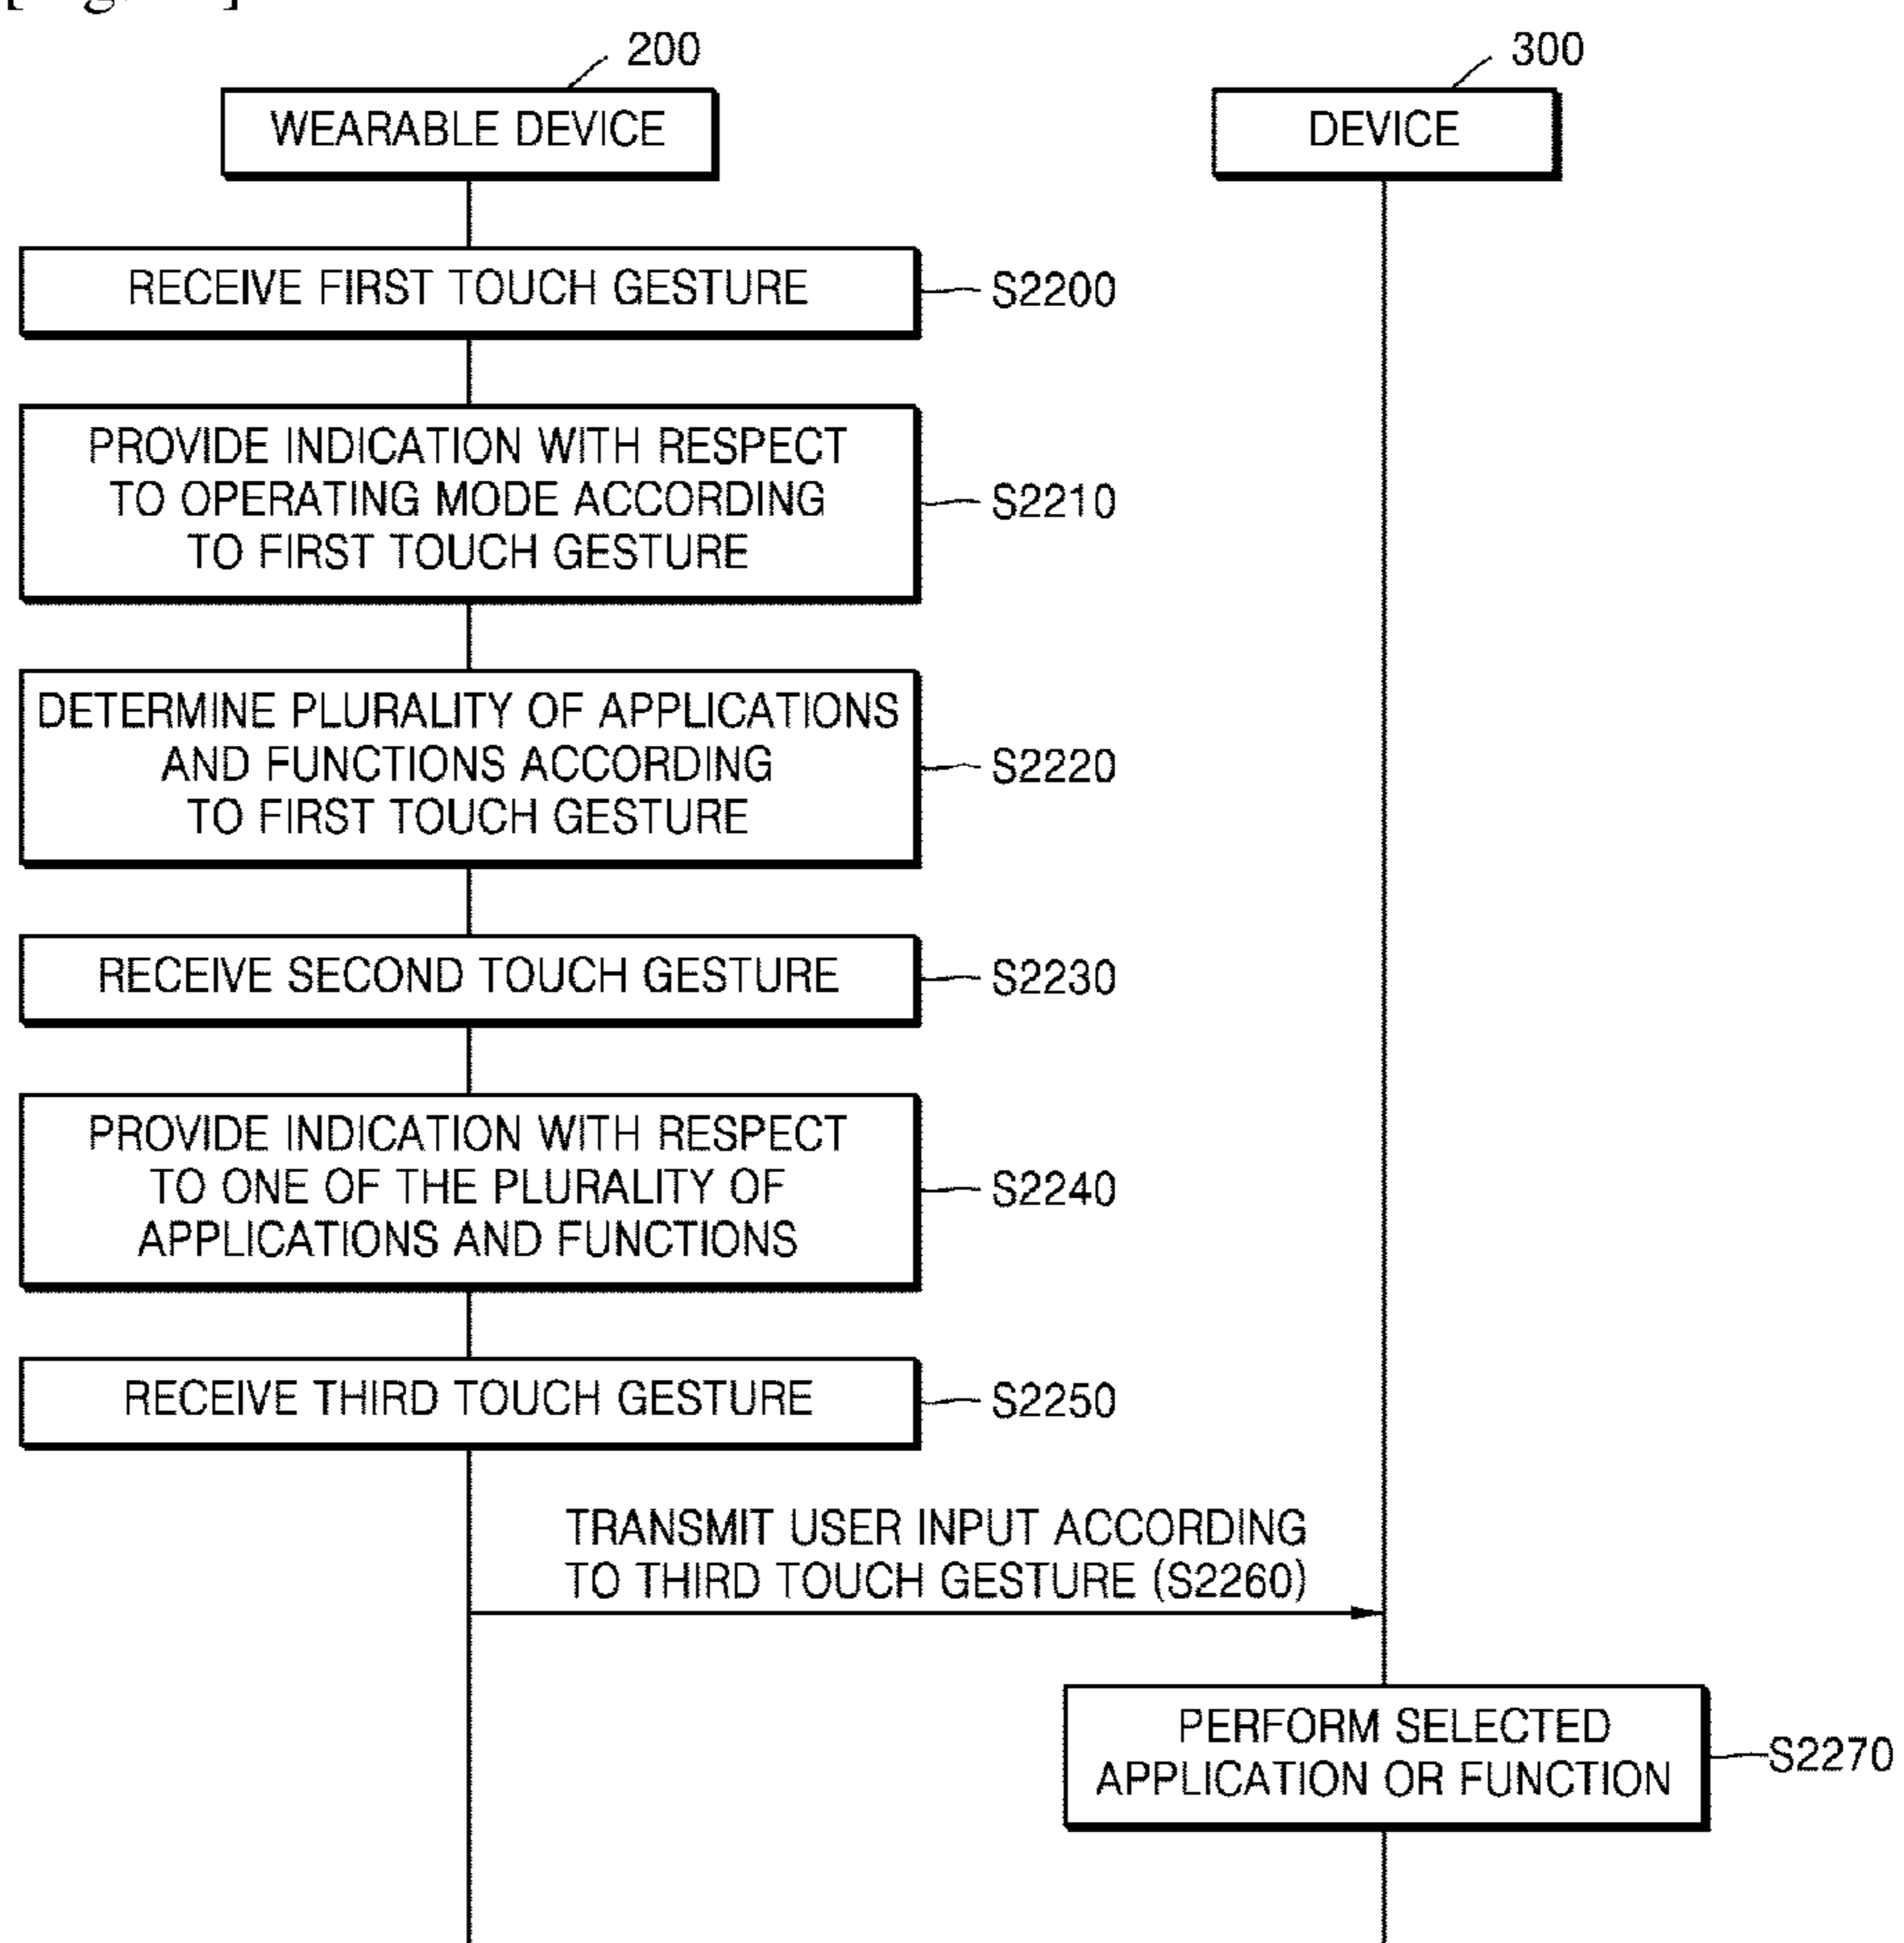 200
300
WEARABLE DEVICE
DEVICE
RECEIVE FIRST TOUCH GESTURE
S2200
PROVIDE INDICATION WITH RESPECT
TO OPERATING MODE ACCORDING
TO FIRST TOUCH GESTURE
S2210
DETERMINE PLURALITY OF APPLICATIONS
AND FUNCTIONS ACCORDING
TO FIRST TOUCH GESTURE
S2220
RECEIVE SECOND TOUCH GESTURE
S2230
PROVIDE INDICATION WITH RESPECT
TO ONE OF THE PLURALITY OF
APPLICATIONS AND FUNCTIONS
S2240
RECEIVE THIRD TOUCH GESTURE
S2250
TRANSMIT USER INPUT ACCORDING
TO THIRD TOUCH GESTURE (S2260)
PERFORM SELECTED
APPLICATION OR FUNCTION
S2270